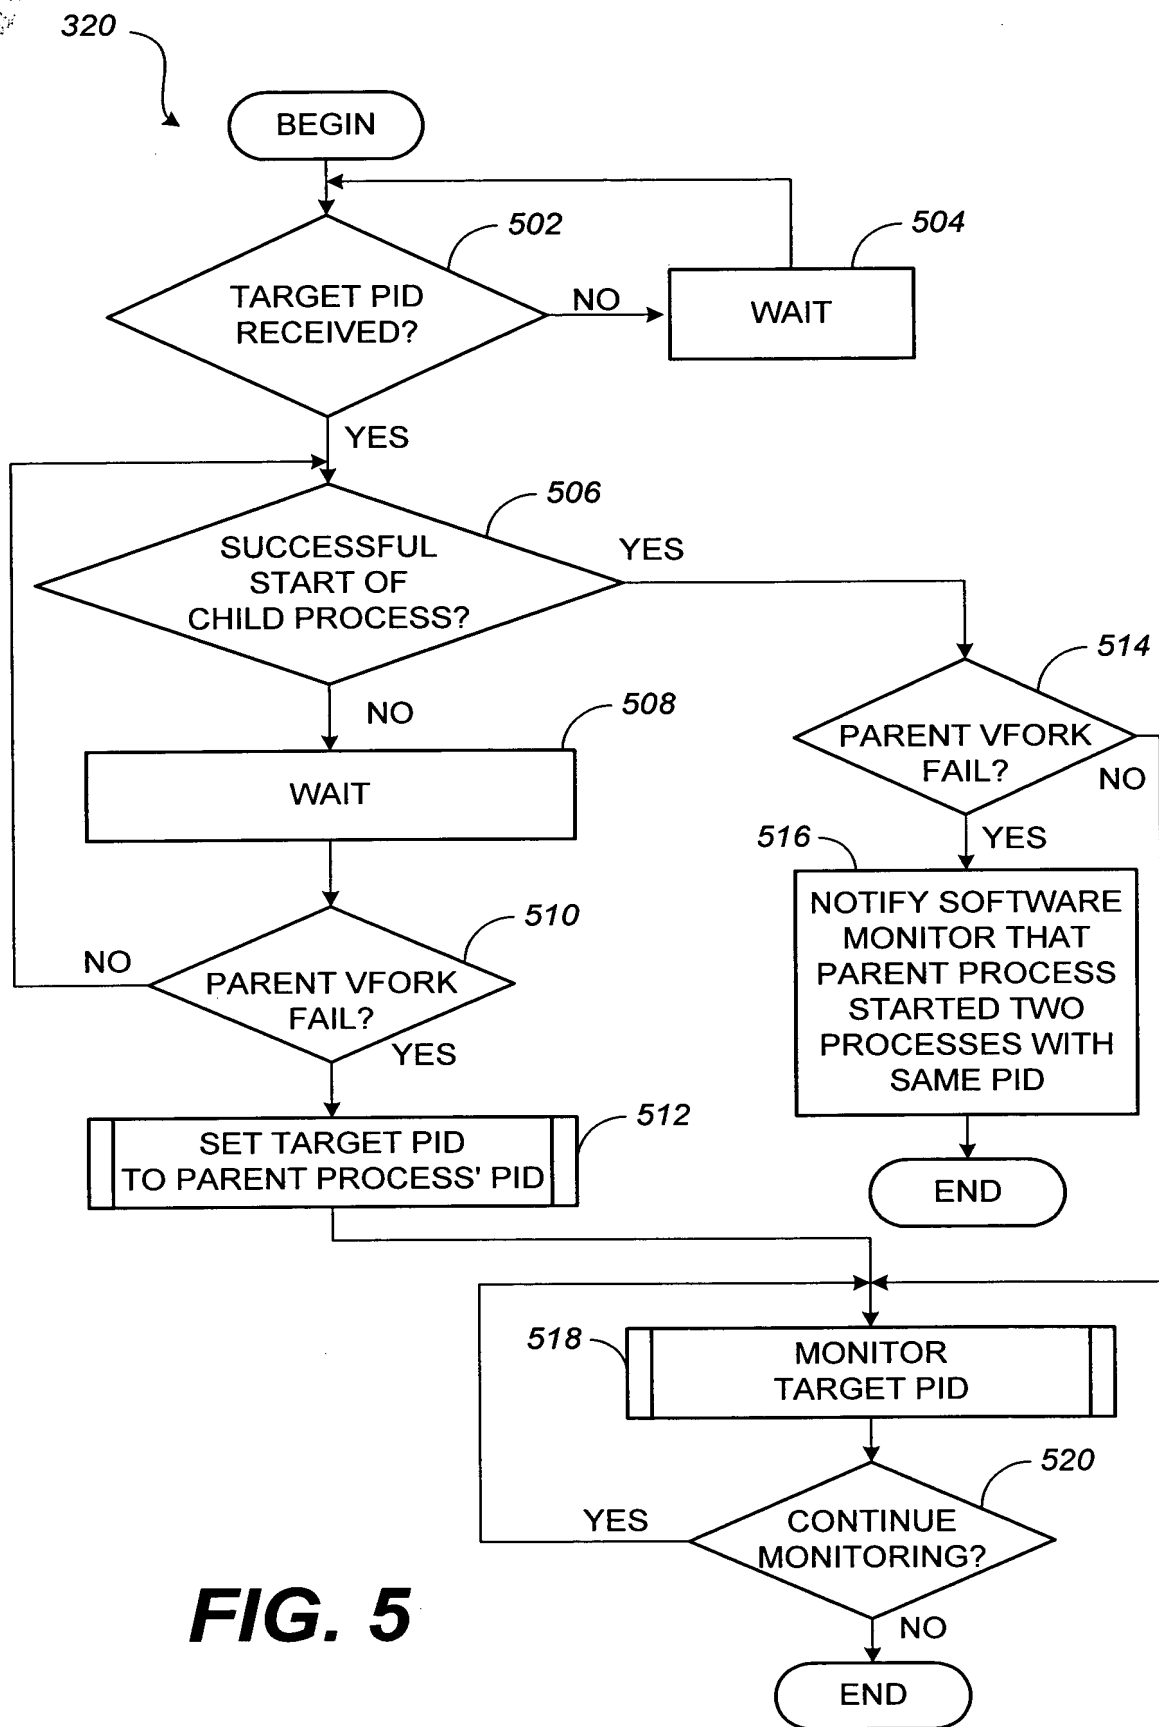 320
BEGIN
502
504
TARGET PID
RECEIVED?
NO
WAIT
YES
506
SUCCESSFUL
START OF
CHILD PROCESS?
YES
514
NO
508
PARENT VFORK
FAIL?
NO
WAIT
YES
516
NOTIFY SOFTWARE
MONITOR THAT
PARENT PROCESS
STARTED TWO
PROCESSES WITH
SAME PID
510
NO
PARENT VFORK
FAIL?
YES
512
SET TARGET PID
TO PARENT PROCESS' PID
END
518
MONITOR
TARGET PID
520
YES
CONTINUE
MONITORING?
NO
END
FIG. 5